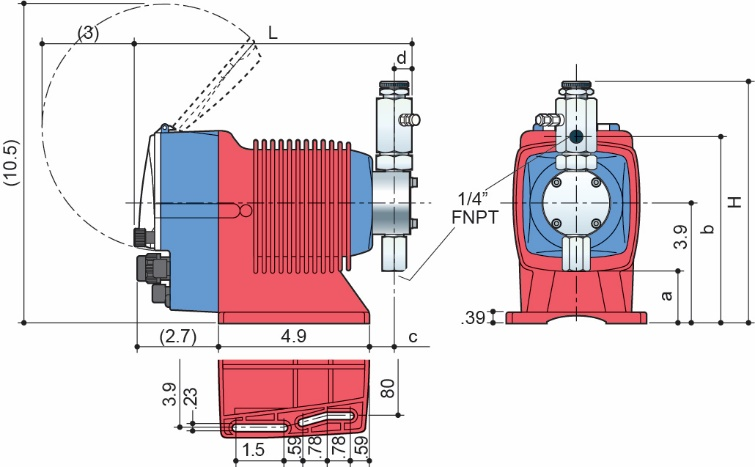 (3)
L
d
(10.5)
1/4"
FNPT
H
b
3.9
a
.39
(2.7)
4.9
c
3.9
.23
80
1.5
.59
.78
.78
.59